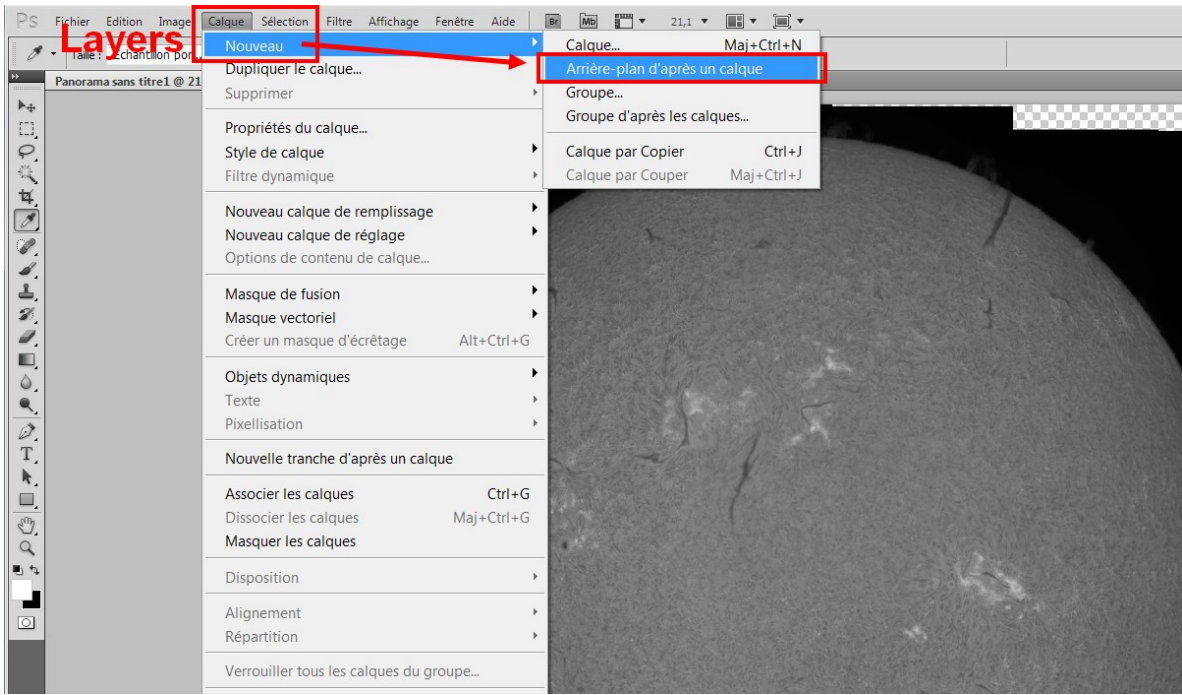 Ps Fichier Edition Image Calque Sélection Filtre Affichage Fenêtre Aide Br Mb 21,1
Layers
Taille : Echantillon
Panorama sans titre1 @ 21
Nouveau
Dupliquer le calque...
Supprimer
Propriétés du calque...
Style de calque
Filtre dynamique
Nouveau calque de remplissage
Nouveau calque de réglage
Options de contenu de calque...
Masque de fusion
Masque vectoriel
Créer un masque d'écrêtage Alt+Ctrl+G
Objets dynamiques
Texte
Pixellisation
Nouvelle tranche d'après un calque
Associer les calques Ctrl+G
Dissocier les calques Maj+Ctrl+G
Masquer les calques
Disposition
Alignement
Répartition
Verrouiller tous les calques du groupe...
Calque... Maj+Ctrl+N
Arrière-plan d'après un calque
Groupe...
Groupe d'après les calques...
Calque par Copier Ctrl+J
Calque par Couper Maj+Ctrl+J